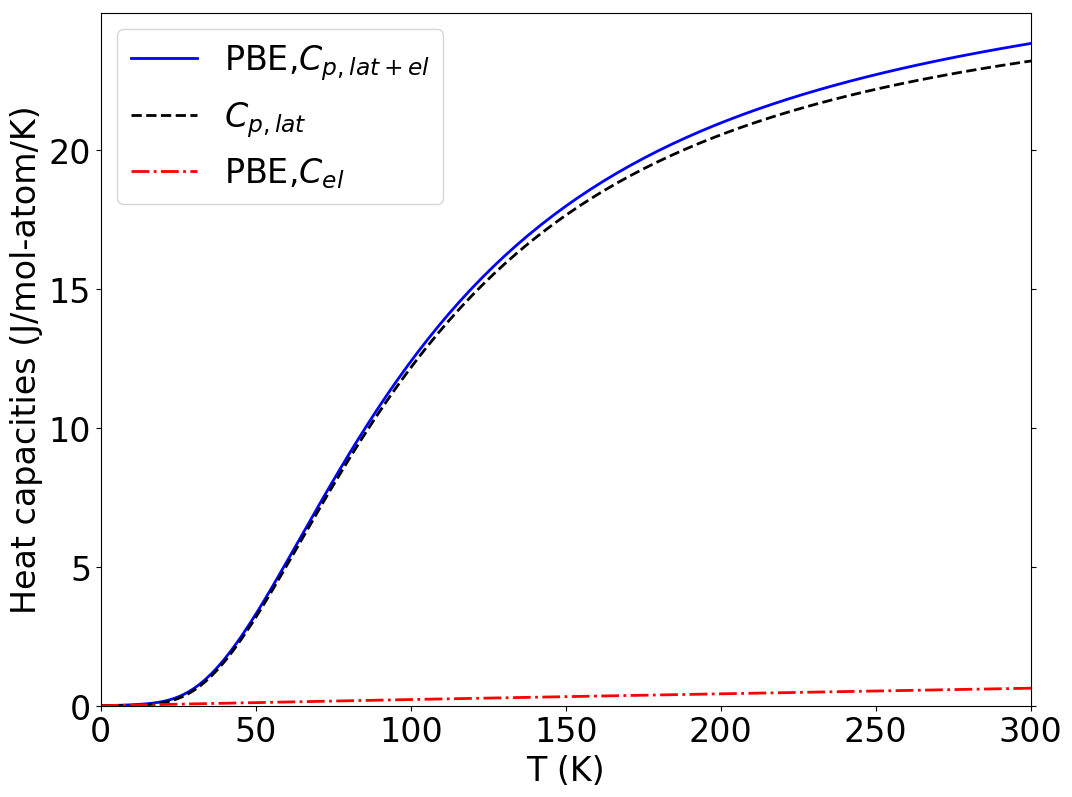 PBE,C_{p, lat+el}
C_{p, lat}
PBE,C_{el}
Heat capacities (J/mol-atom/K)
20
15
10
5
0
0 50 100 150 200 250 300
T (K)